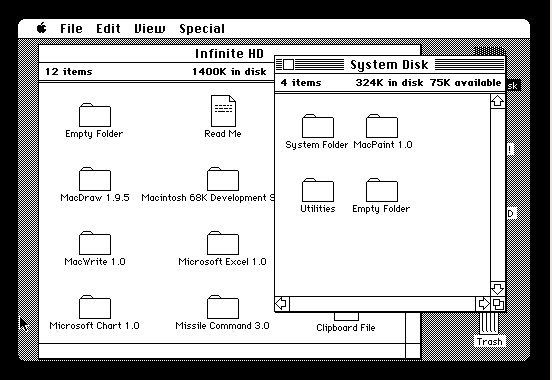 File Edit View Special
Infinite HD
12 items 1400K in disk
System Disk
4 items 324K in disk 75K available
Empty Folder Read Me
System Folder MacPaint 1.0
MacDraw 1.9.5 Macintosh 68K Development S
Utilities Empty Folder
MacWrite 1.0 Microsoft Excel 1.0
Microsoft Chart 1.0 Missile Command 3.0 Clipboard File
Trash